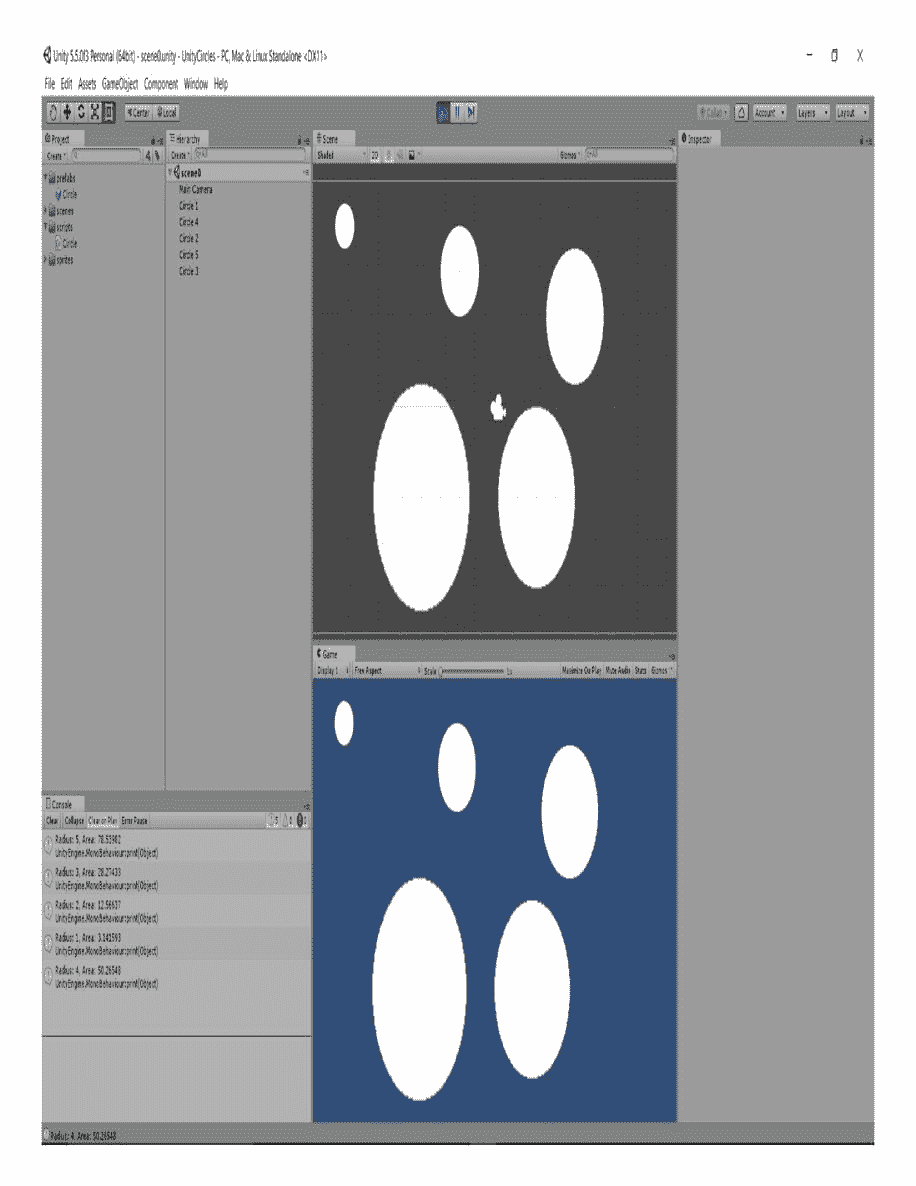 Unity 5.5.0f3 Personal (64bit) - scene0.unity - UnityCircles - PC, Mac & Linux Standalone <DX11>
File Edit Assets GameObject Component Window Help
Center Local
Collab Account Layers Layout
Project
Create
prefabs
Circle
scenes
scripts
Circle
sprites
Hierarchy
Create All
scene0
Main Camera
Circle 1
Circle 4
Circle 2
Circle 5
Circle 3
Scene
Shaded 2D Gizmos All
Inspector
Game
Display 1 Free Aspect Scale 1x Maximize On Play Mute Audio Stats Gizmos
Console
Clear Collapse Clear on Play Error Pause
Radius: 5, Area: 78.53982
UnityEngine.MonoBehaviour:print(Object)
Radius: 3, Area: 28.27433
UnityEngine.MonoBehaviour:print(Object)
Radius: 2, Area: 12.56637
UnityEngine.MonoBehaviour:print(Object)
Radius: 1, Area: 3.141593
UnityEngine.MonoBehaviour:print(Object)
Radius: 4, Area: 50.26548
UnityEngine.MonoBehaviour:print(Object)
Radius: 4, Area: 50.26548